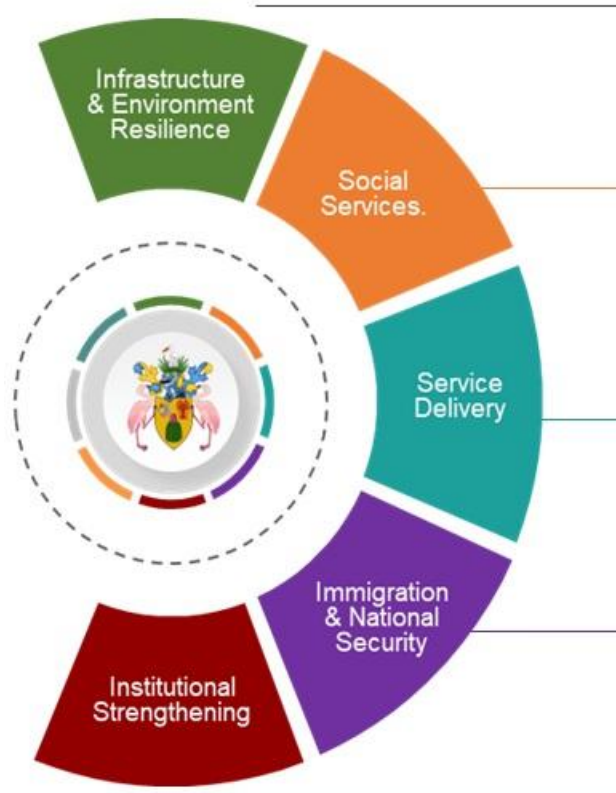 Infrastructure
& Environment
Resilience
Social
Services.
Service
Delivery
Immigration
& National
Security
Institutional
Strengthening